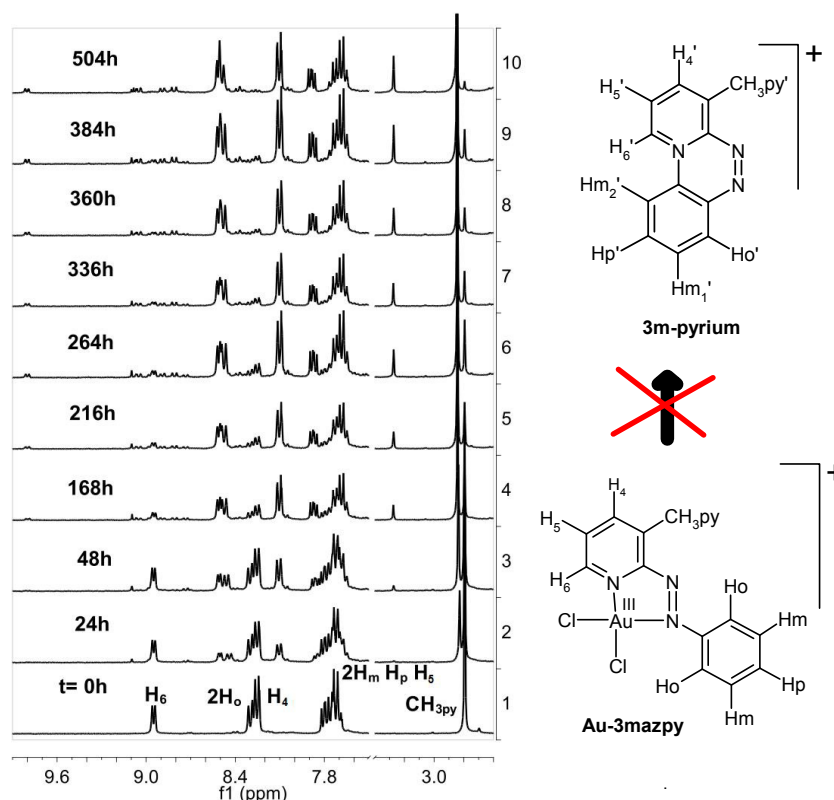 504h
10
384h
9
360h
8
336h
7
264h
6
216h
5
168h
4
48h
3
24h
2
t= 0h
H6
2Ho
H4
2Hm Hp H5
CH3py
1
9.6 9.0 8.4 7.8 3.0
f1 (ppm)
+
H4'
H5'
CH3py'
H6'
N
N
N
Hm2'
Hp'
Ho'
Hm1'
3m-pyrium
+
H4
H5
CH3py
H6
N
N
N
III
Cl
Au
Cl
Ho
Hm
Ho
Hp
Hm
Au-3mazpy